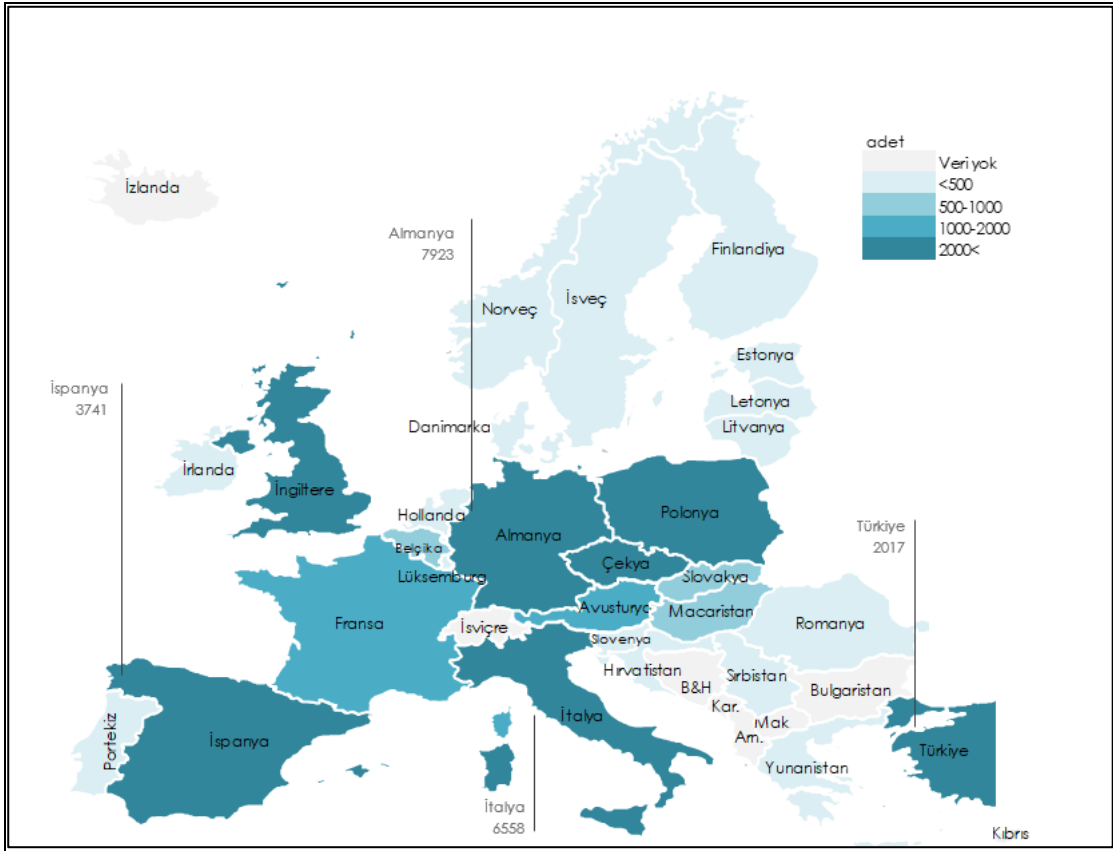 adet
Veri yok
<500
500-1000
1000-2000
2000<
İzlanda
Almanya
7923
Finlandiya
Norveç
İsveç
Estonya
İspanya
3741
Letonya
Danimarka
Litvanya
İrlanda
İngiltere
Hollanda
Polonya
Türkiye
2017
Almanya
Belçika
Çekya
Lüksemburg
Slovakya
Avusturya
Macaristan
Fransa
İsviçre
Romanya
Slovenya
Hırvatistan
Sırbistan
B&H
Bulgaristan
Kar.
Portekiz
İspanya
İtalya
Mak
Arn.
Türkiye
Yunanistan
İtalya
6558
Kıbrıs